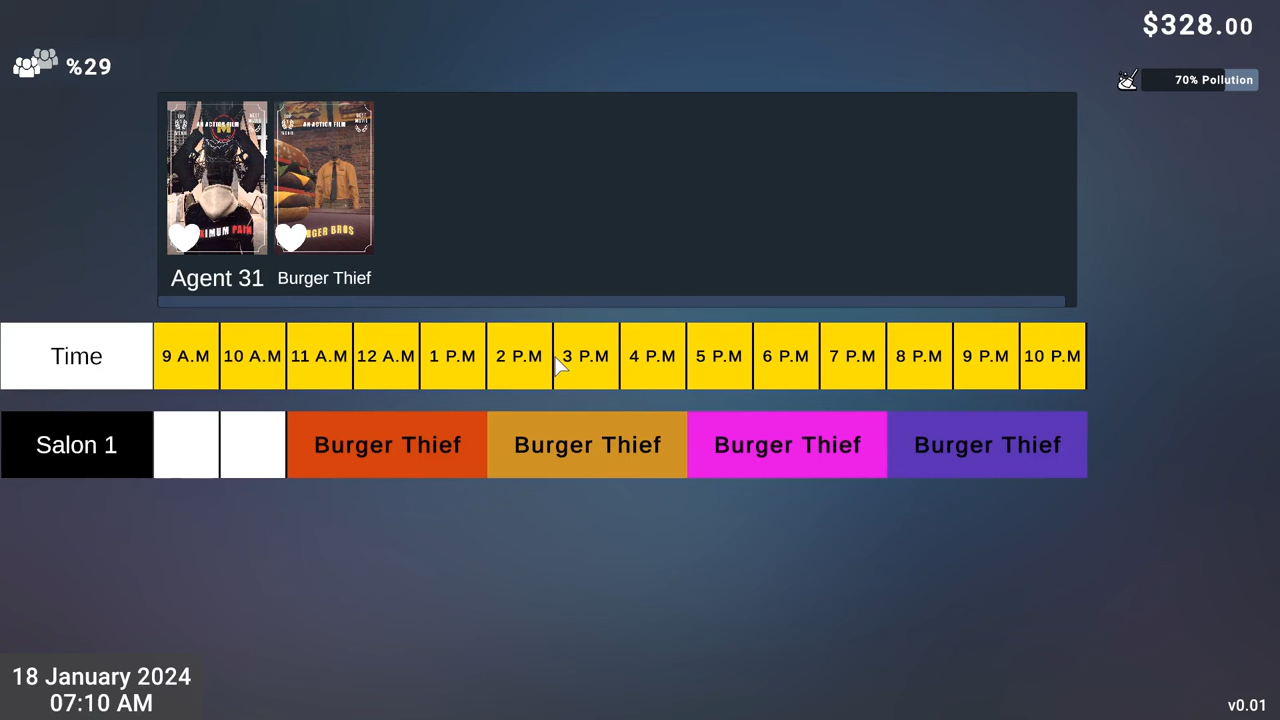 $328.00
%29
70% Pollution
AN ACTION FILM
BEST
AN ACTION FILM
BEST
Agent 31
Burger Thief
Time 9 A.M 10 A.M 11 A.M 12 A.M 1 P.M 2 P.M 3 P.M 4 P.M 5 P.M 6 P.M 7 P.M 8 P.M 9 P.M 10 P.M
Salon 1 Burger Thief Burger Thief Burger Thief Burger Thief
18 January 2024
07:10 AM
v0.01